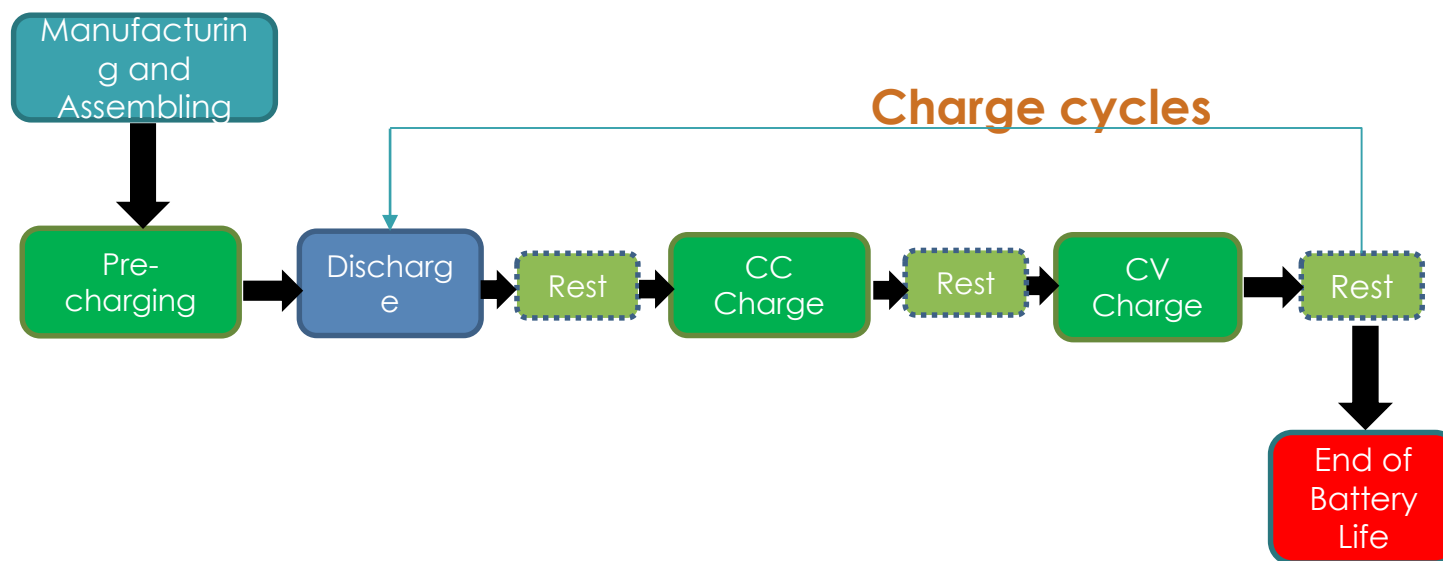 Manufacturin
g and
Assembling
Charge cycles
Pre-
charging
Discharg
e
Rest
CC
Charge
Rest
CV
Charge
Rest
End of
Battery
Life